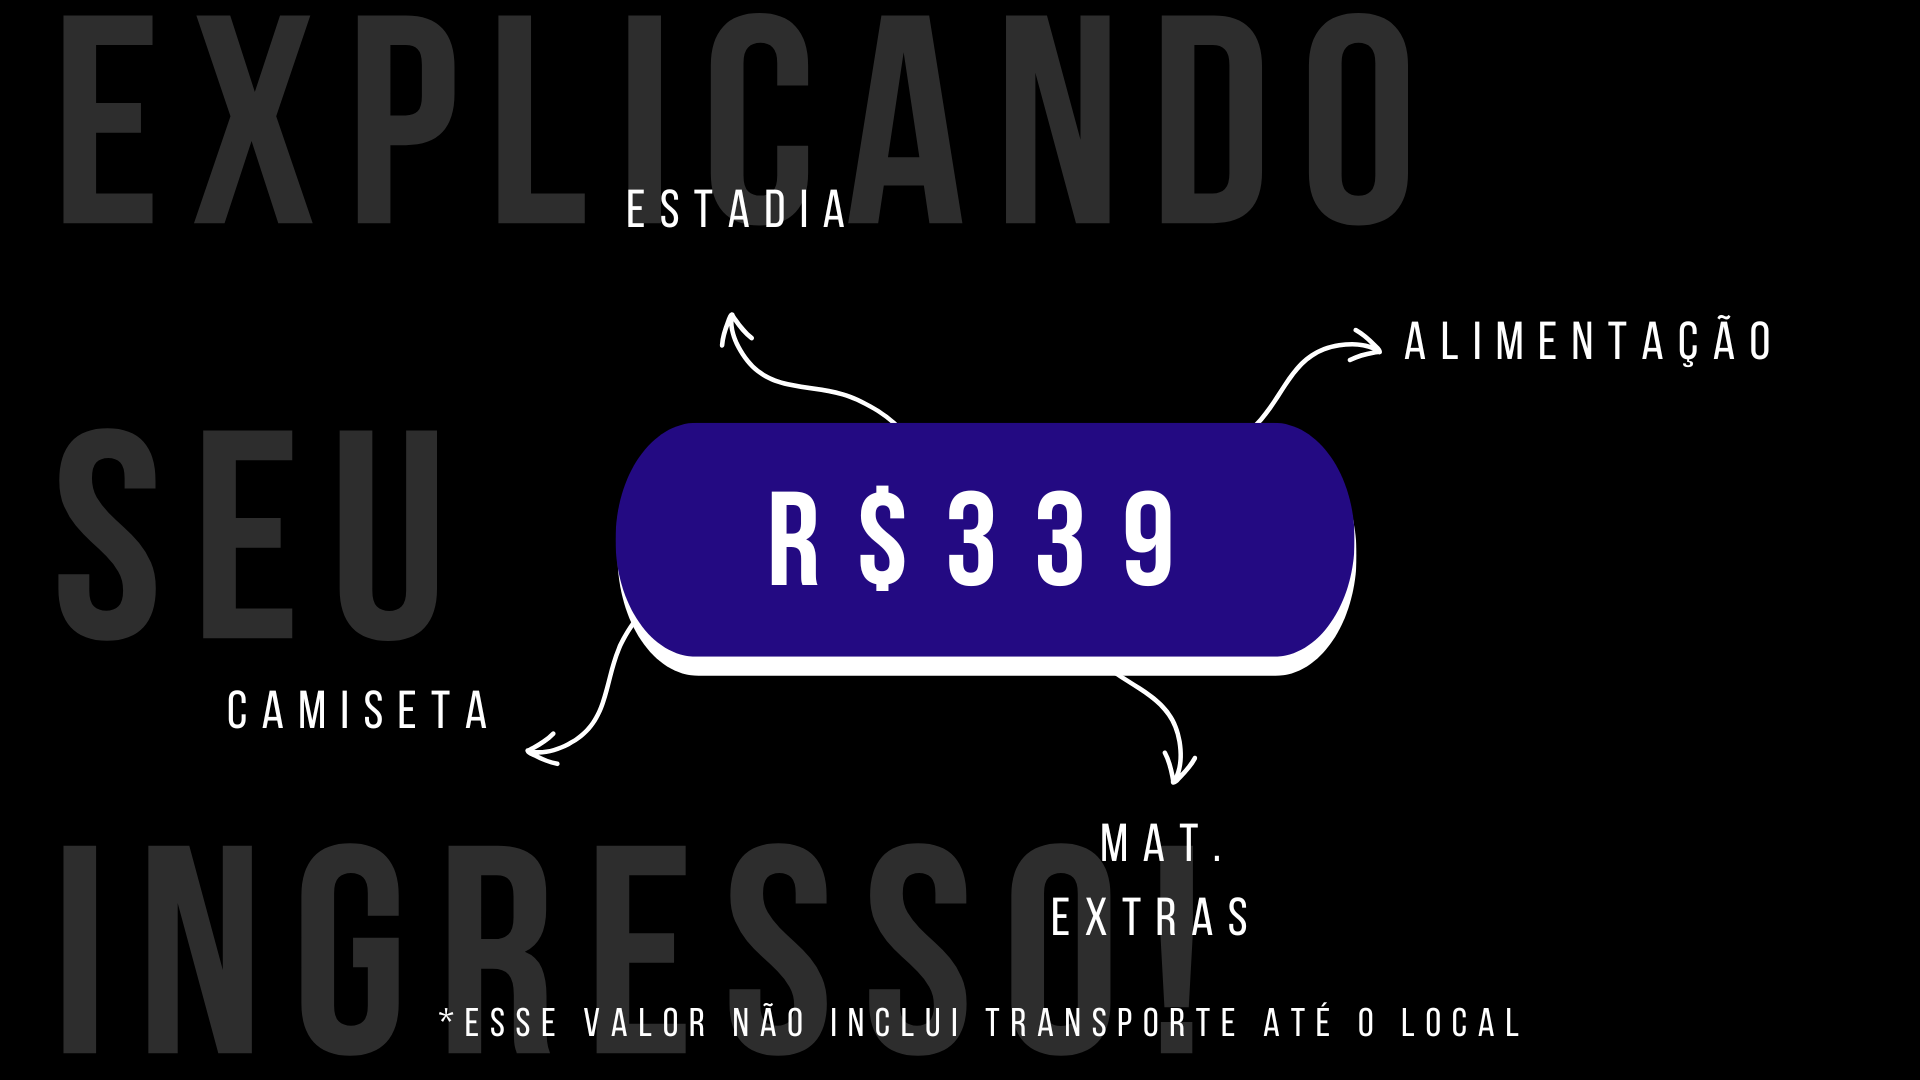 EXPLICANDO
ESTADIA
ALIMENTAÇÃO
SEU
R$339
CAMISETA
MAT.
EXTRAS
INGRESSO!
*ESSE VALOR NÃO INCLUI TRANSPORTE ATÉ O LOCAL